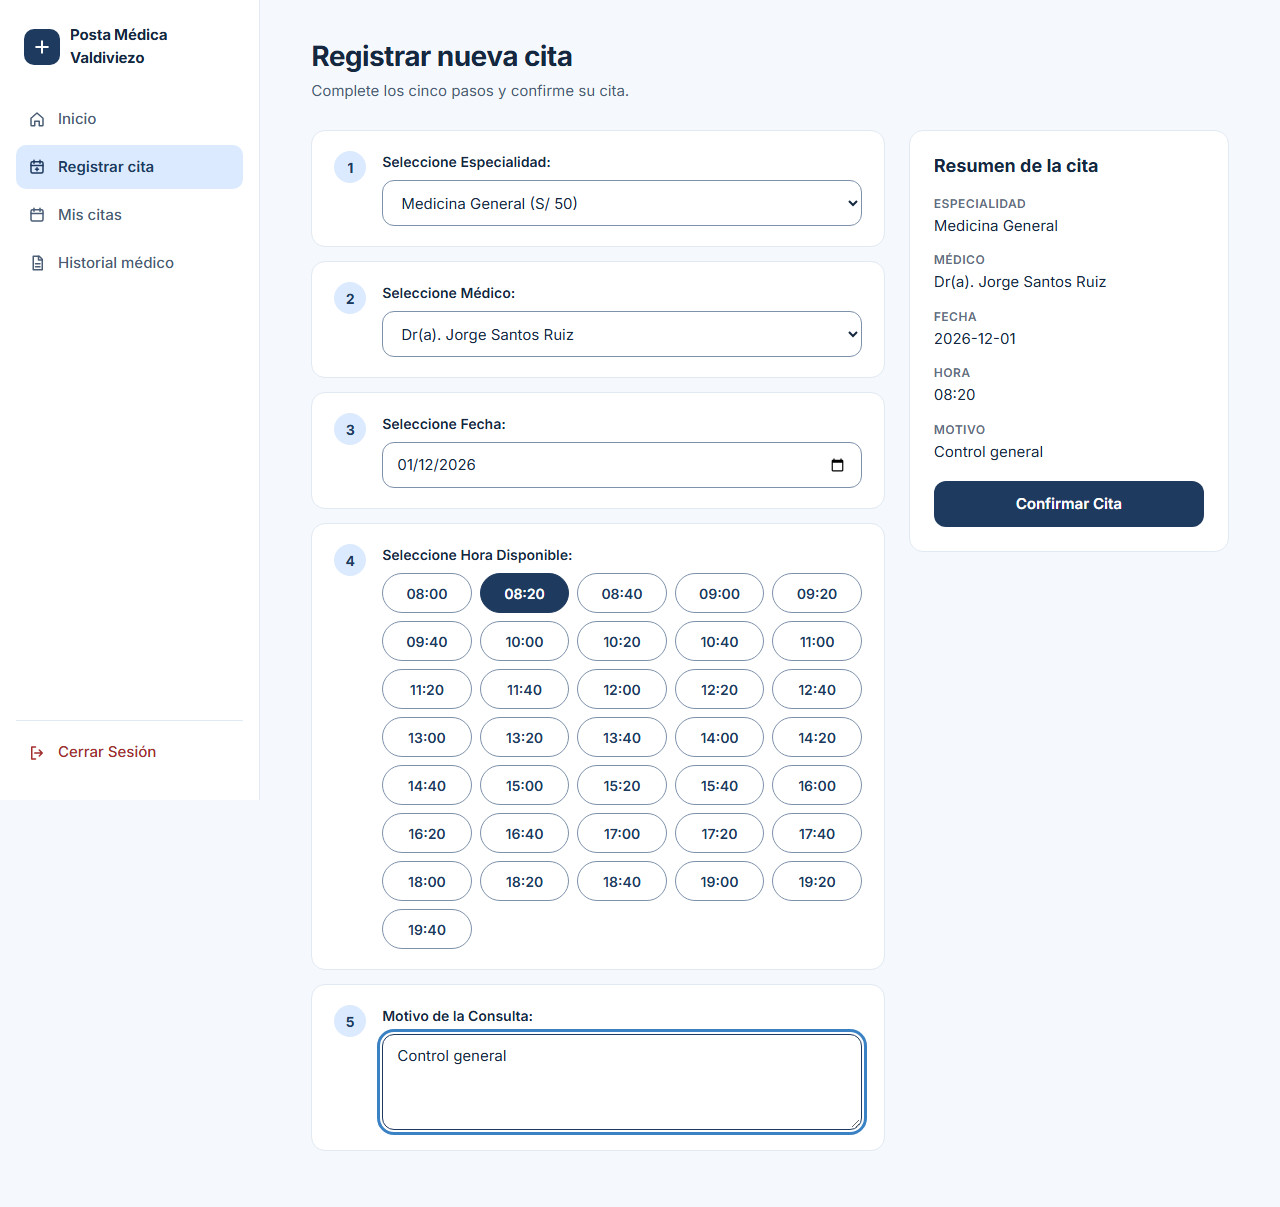 Posta Médica
Valdiviezo
Inicio
Registrar cita
Mis citas
Historial médico
Cerrar Sesión
Registrar nueva cita
Complete los cinco pasos y confirme su cita.
1
Seleccione Especialidad:
Medicina General (S/ 50)
2
Seleccione Médico:
Dr(a). Jorge Santos Ruiz
3
Seleccione Fecha:
01/12/2026
4
Seleccione Hora Disponible:
08:00 08:20 08:40 09:00 09:20
09:40 10:00 10:20 10:40 11:00
11:20 11:40 12:00 12:20 12:40
13:00 13:20 13:40 14:00 14:20
14:40 15:00 15:20 15:40 16:00
16:20 16:40 17:00 17:20 17:40
18:00 18:20 18:40 19:00 19:20
19:40
5
Motivo de la Consulta:
Control general
Resumen de la cita
ESPECIALIDAD
Medicina General
MÉDICO
Dr(a). Jorge Santos Ruiz
FECHA
2026-12-01
HORA
08:20
MOTIVO
Control general
Confirmar Cita